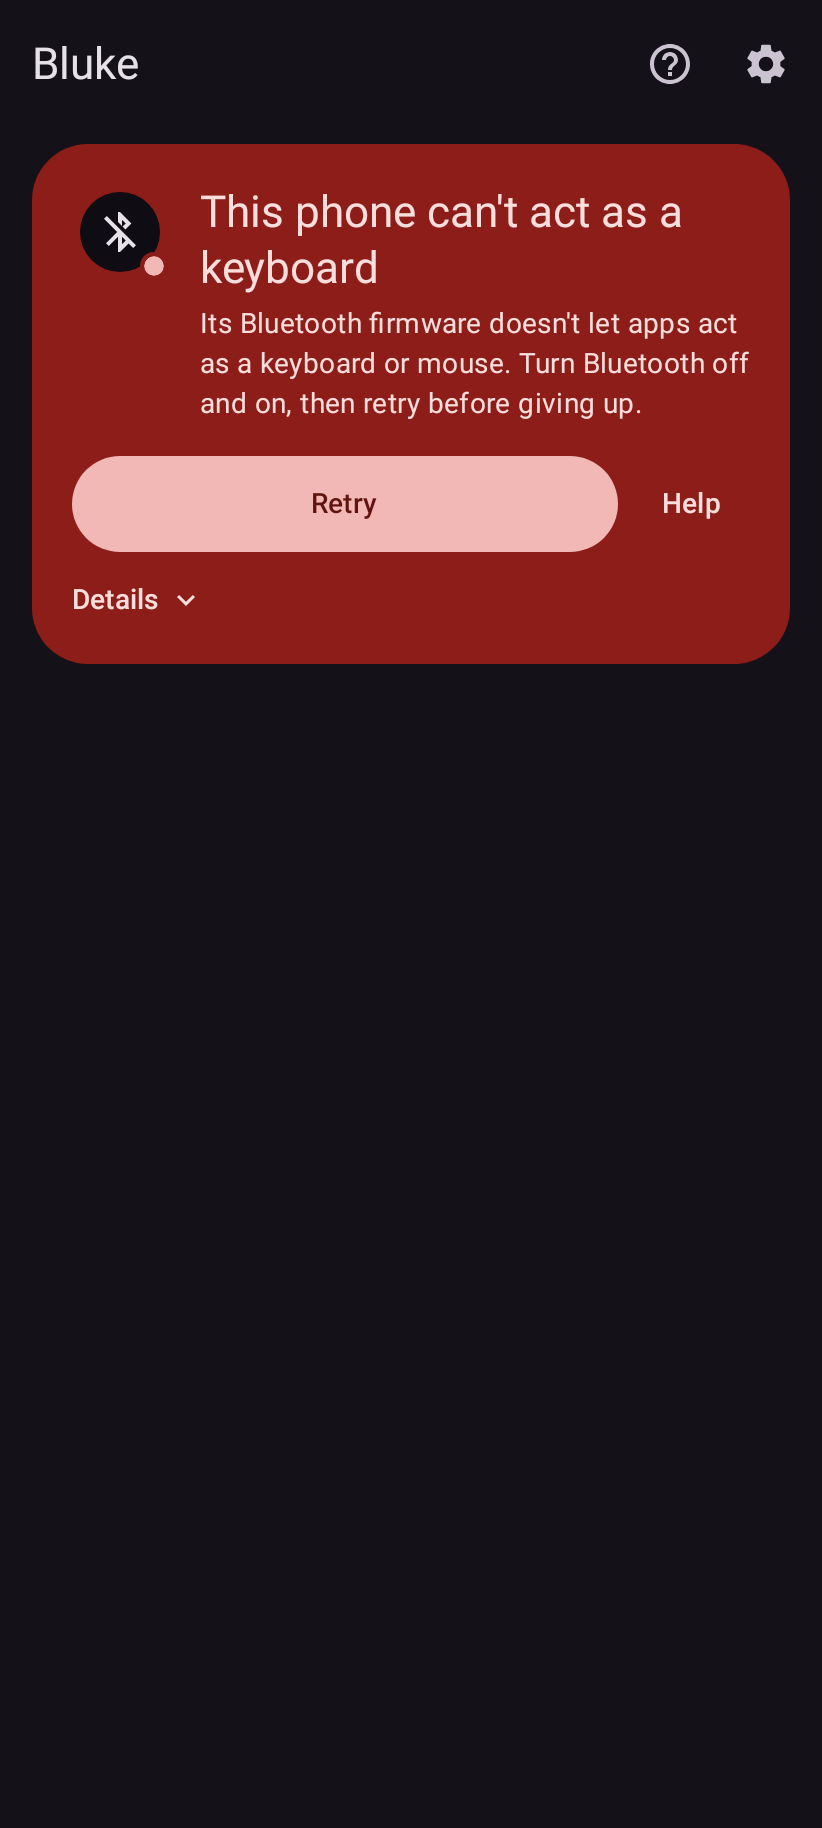 Bluke
This phone can't act as a
keyboard
Its Bluetooth firmware doesn't let apps act
as a keyboard or mouse. Turn Bluetooth off
and on, then retry before giving up.
Retry
Help
Details